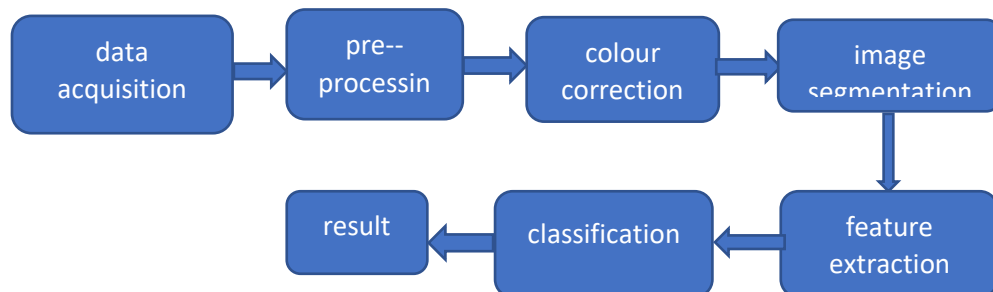 data
acquisition
pre--
processin
colour
correction
image
segmentation
feature
extraction
classification
result